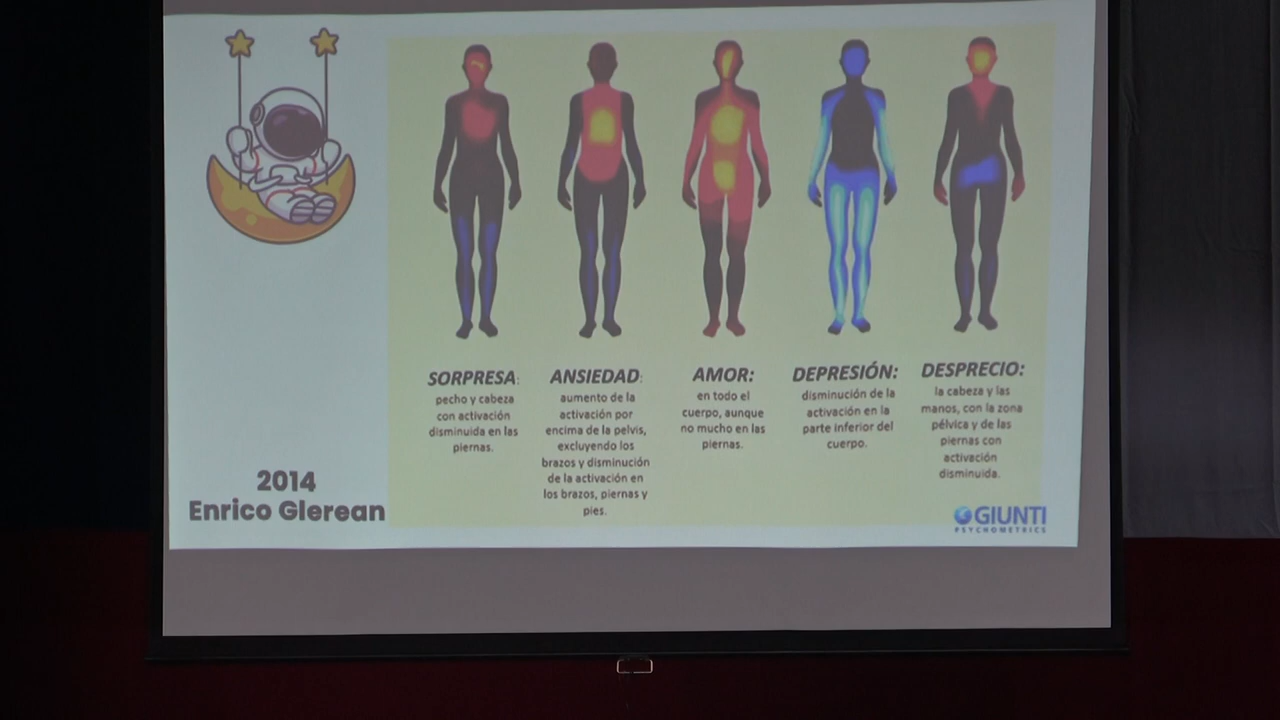 SORPRESA:
pecho y cabeza
con activación
disminuida en las
piernas.
ANSIEDAD:
aumento de la
activación por
encima de la pelvis,
excluyendo los
brazos y disminución
de la activación en
los brazos, piernas y
pies.
AMOR:
en todo el
cuerpo, aunque
no mucho en las
piernas.
DEPRESIÓN:
disminución de la
activación en la
parte inferior del
cuerpo.
DESPRECIO:
la cabeza y las
manos, con la zona
pélvica y de las
piernas con
activación
disminuida.
2014
Enrico Glerean
GIUNTI
PSYCHOMETRICS